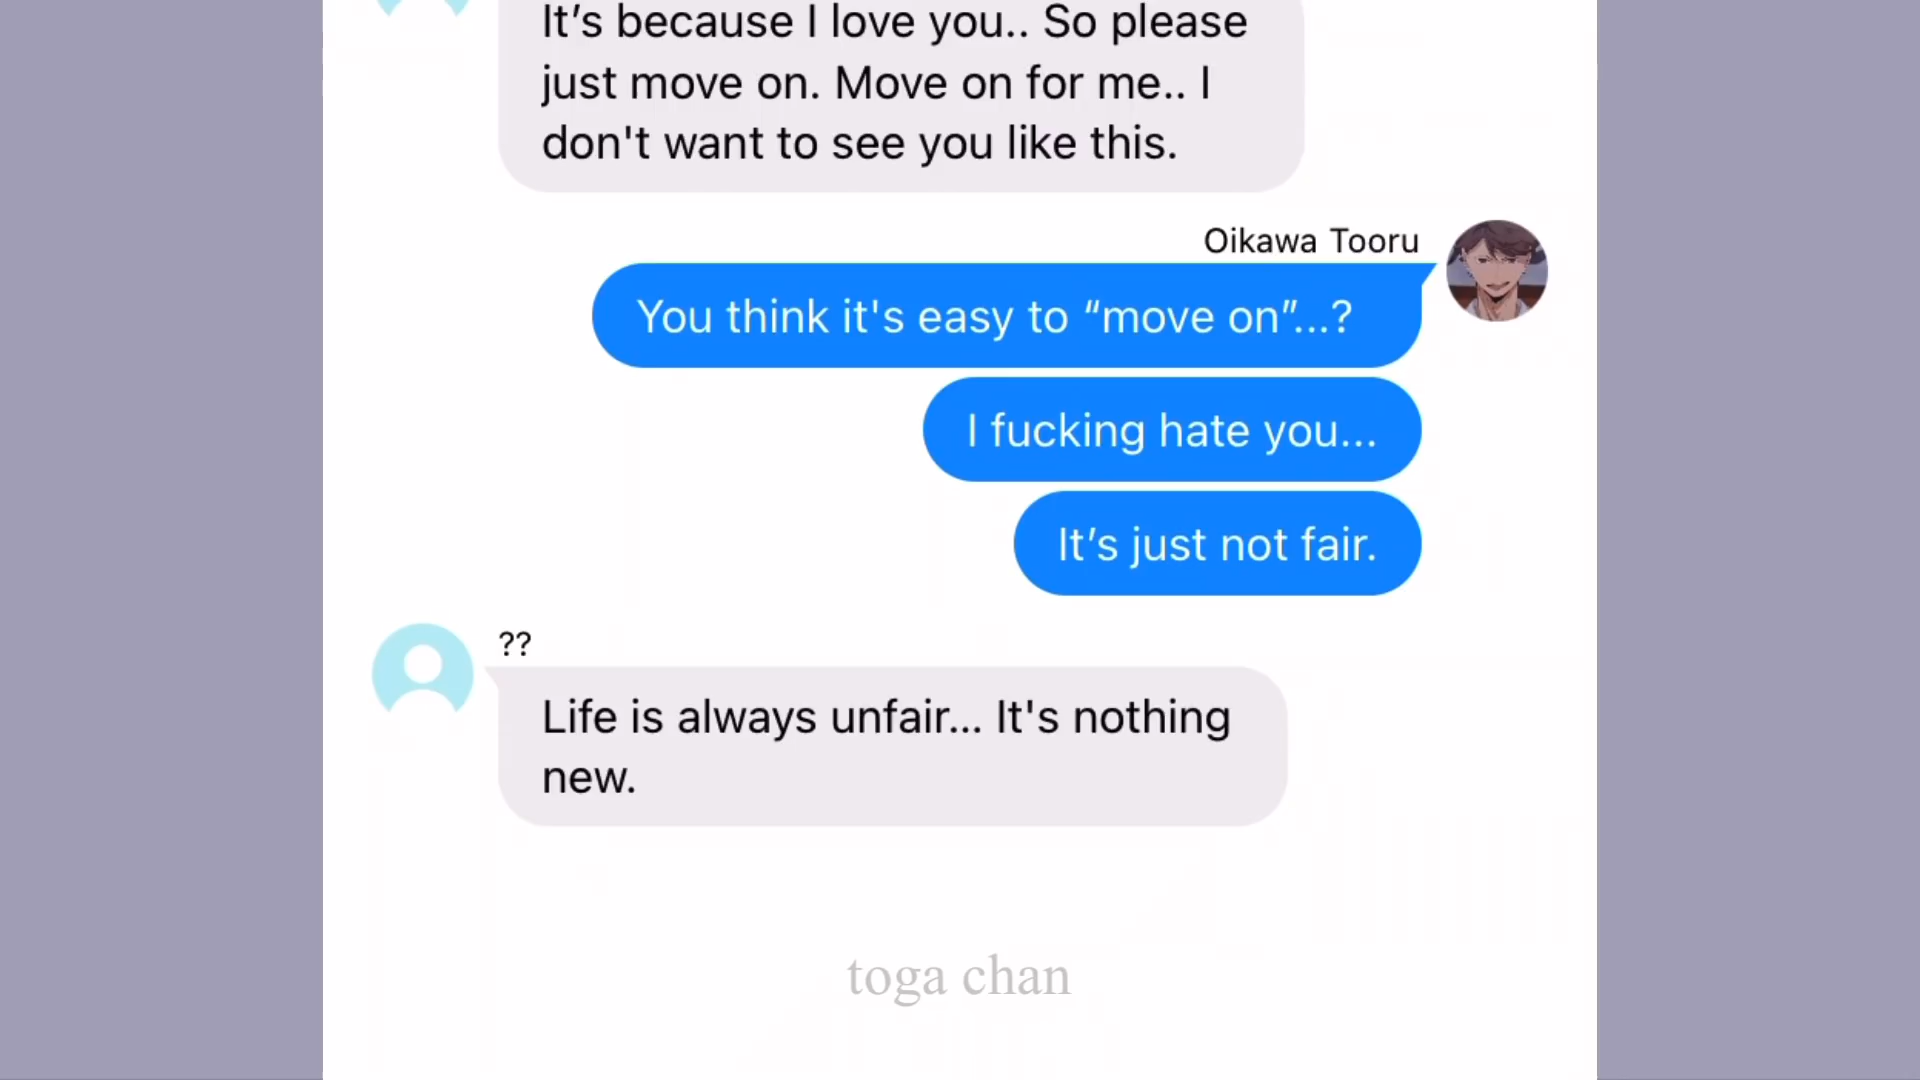 It’s because I love you.. So please
just move on. Move on for me.. I
don't want to see you like this.
Oikawa Tooru
You think it's easy to “move on”...?
I fucking hate you...
It’s just not fair.
??
Life is always unfair... It's nothing
new.
toga chan